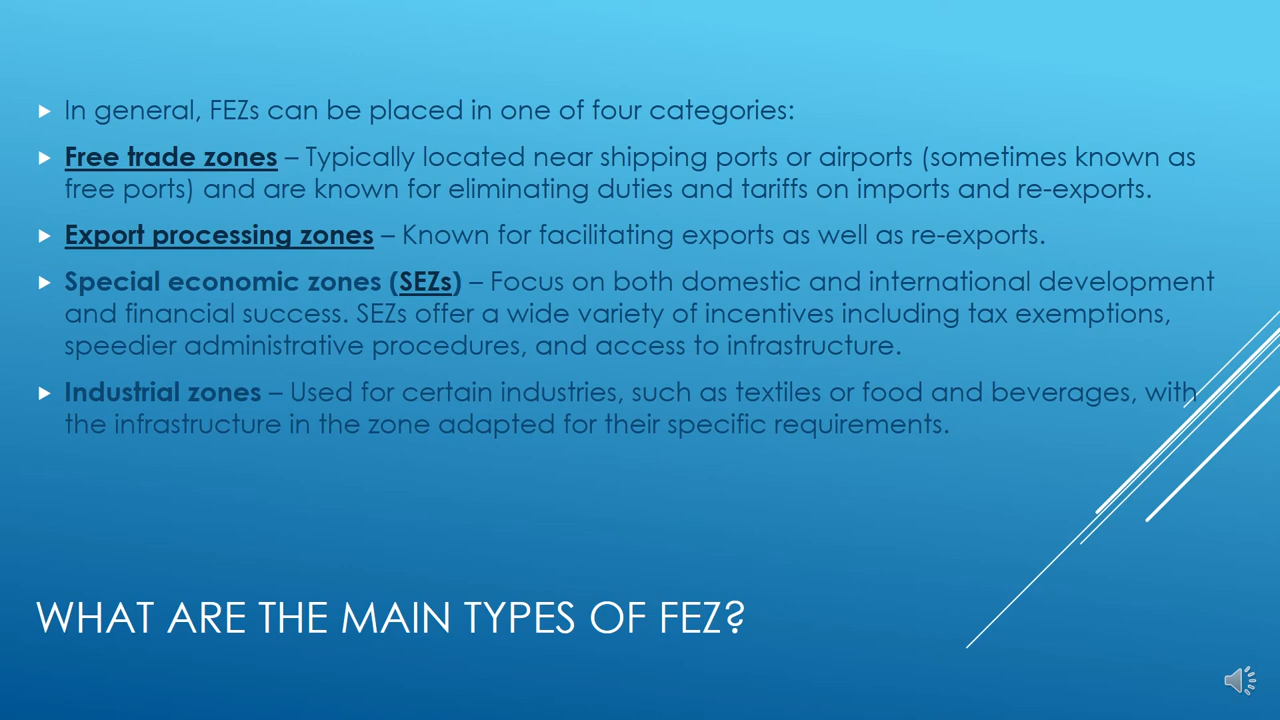 In general, FEZs can be placed in one of four categories:
Free trade zones – Typically located near shipping ports or airports (sometimes known as
free ports) and are known for eliminating duties and tariffs on imports and re-exports.
Export processing zones – Known for facilitating exports as well as re-exports.
Special economic zones (SEZs) – Focus on both domestic and international development
and financial success. SEZs offer a wide variety of incentives including tax exemptions,
speedier administrative procedures, and access to infrastructure.
Industrial zones – Used for certain industries, such as textiles or food and beverages, with
the infrastructure in the zone adapted for their specific requirements.
WHAT ARE THE MAIN TYPES OF FEZ?